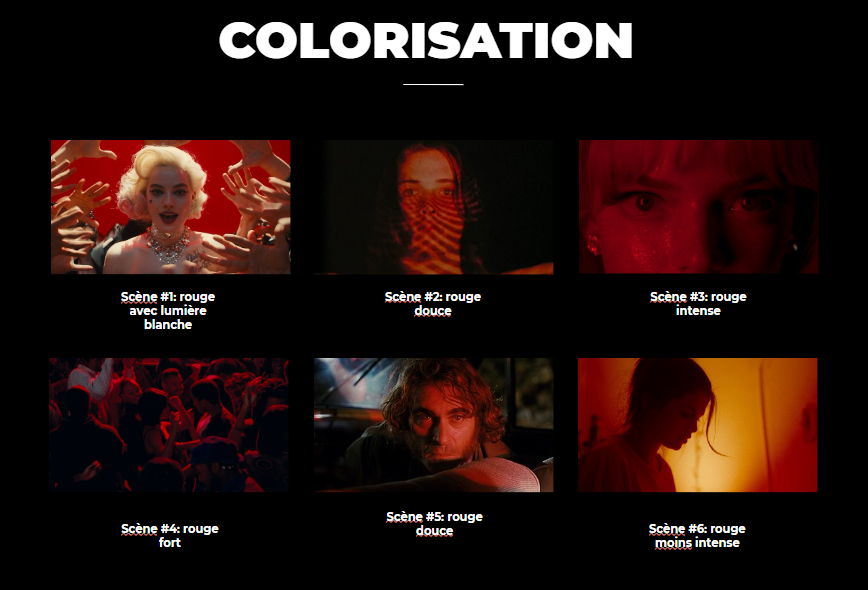 COLORISATION
Scène #1: rouge
avec lumière
blanche
Scène #2: rouge
douce
Scène #3: rouge
intense
Scène #4: rouge
fort
Scène #5: rouge
douce
Scène #6: rouge
moins intense